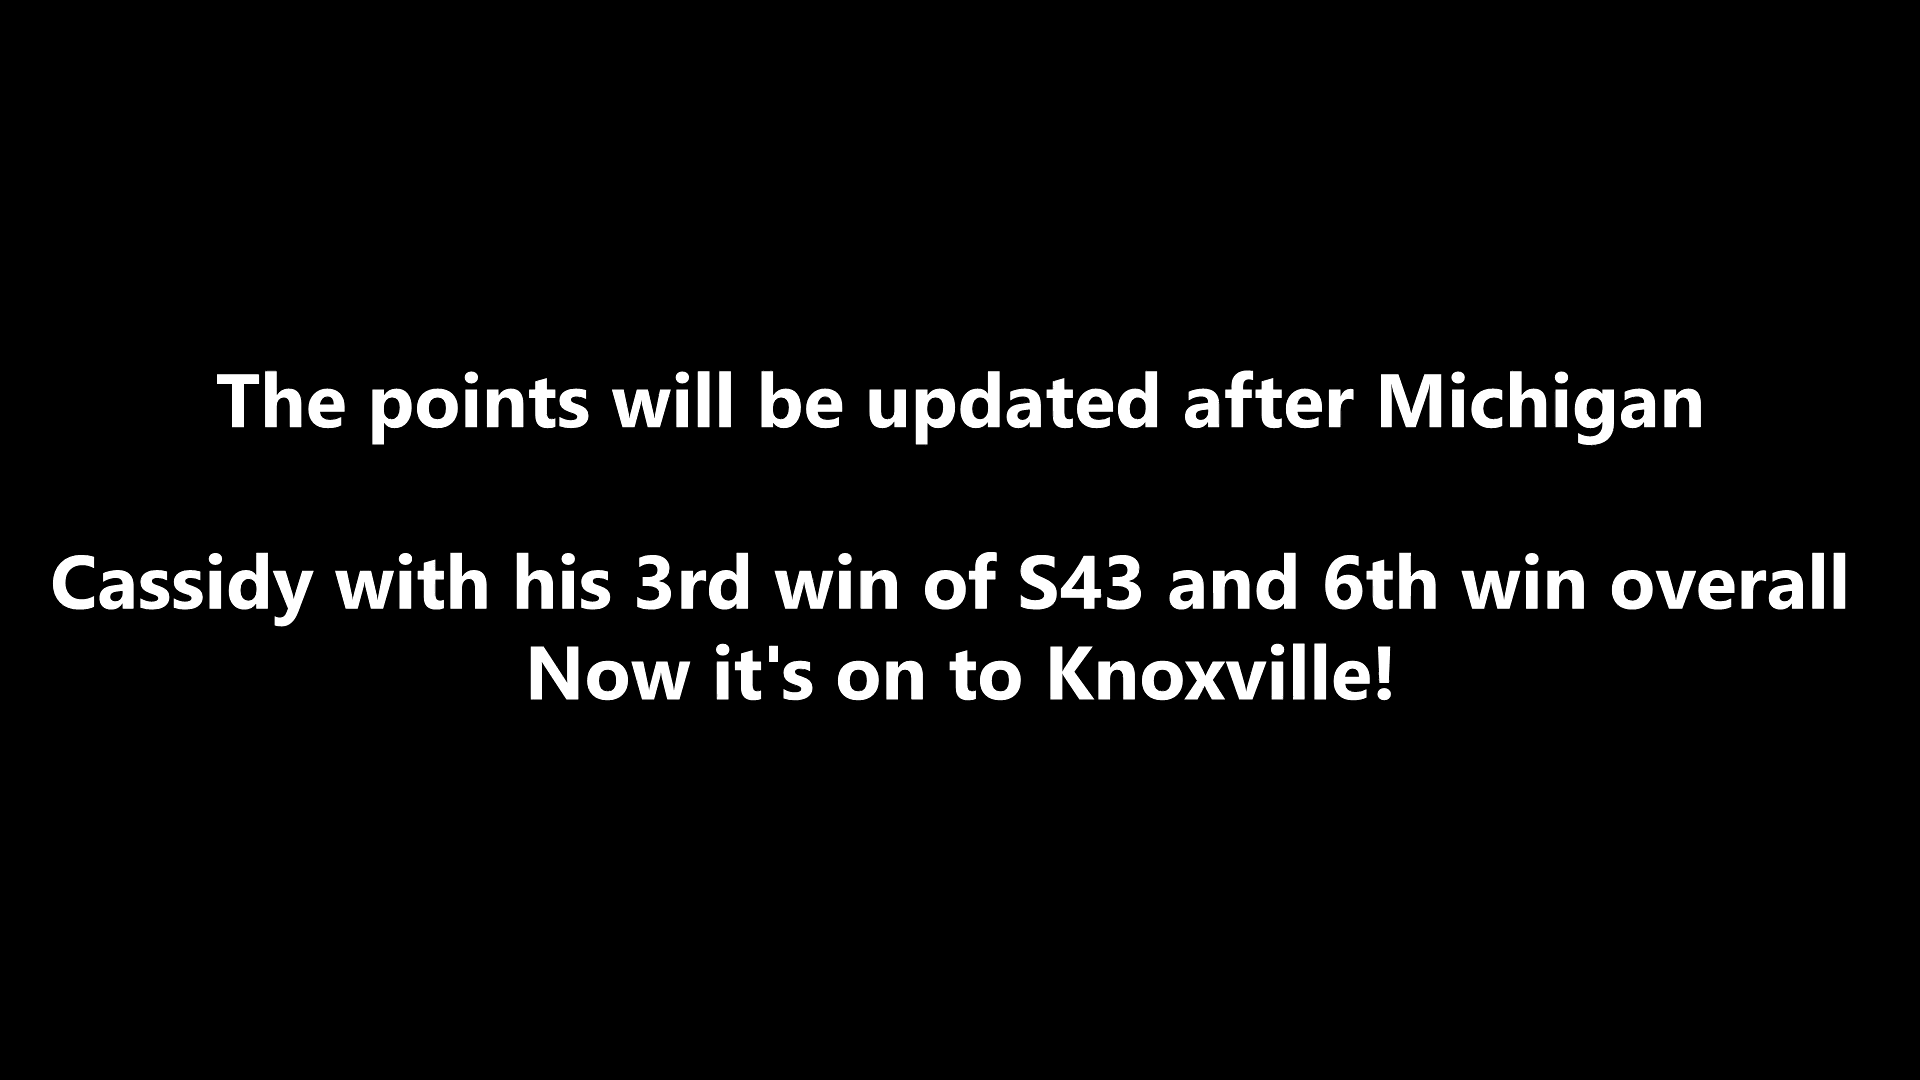 The points will be updated after Michigan
Cassidy with his 3rd win of S43 and 6th win overall
Now it's on to Knoxville!